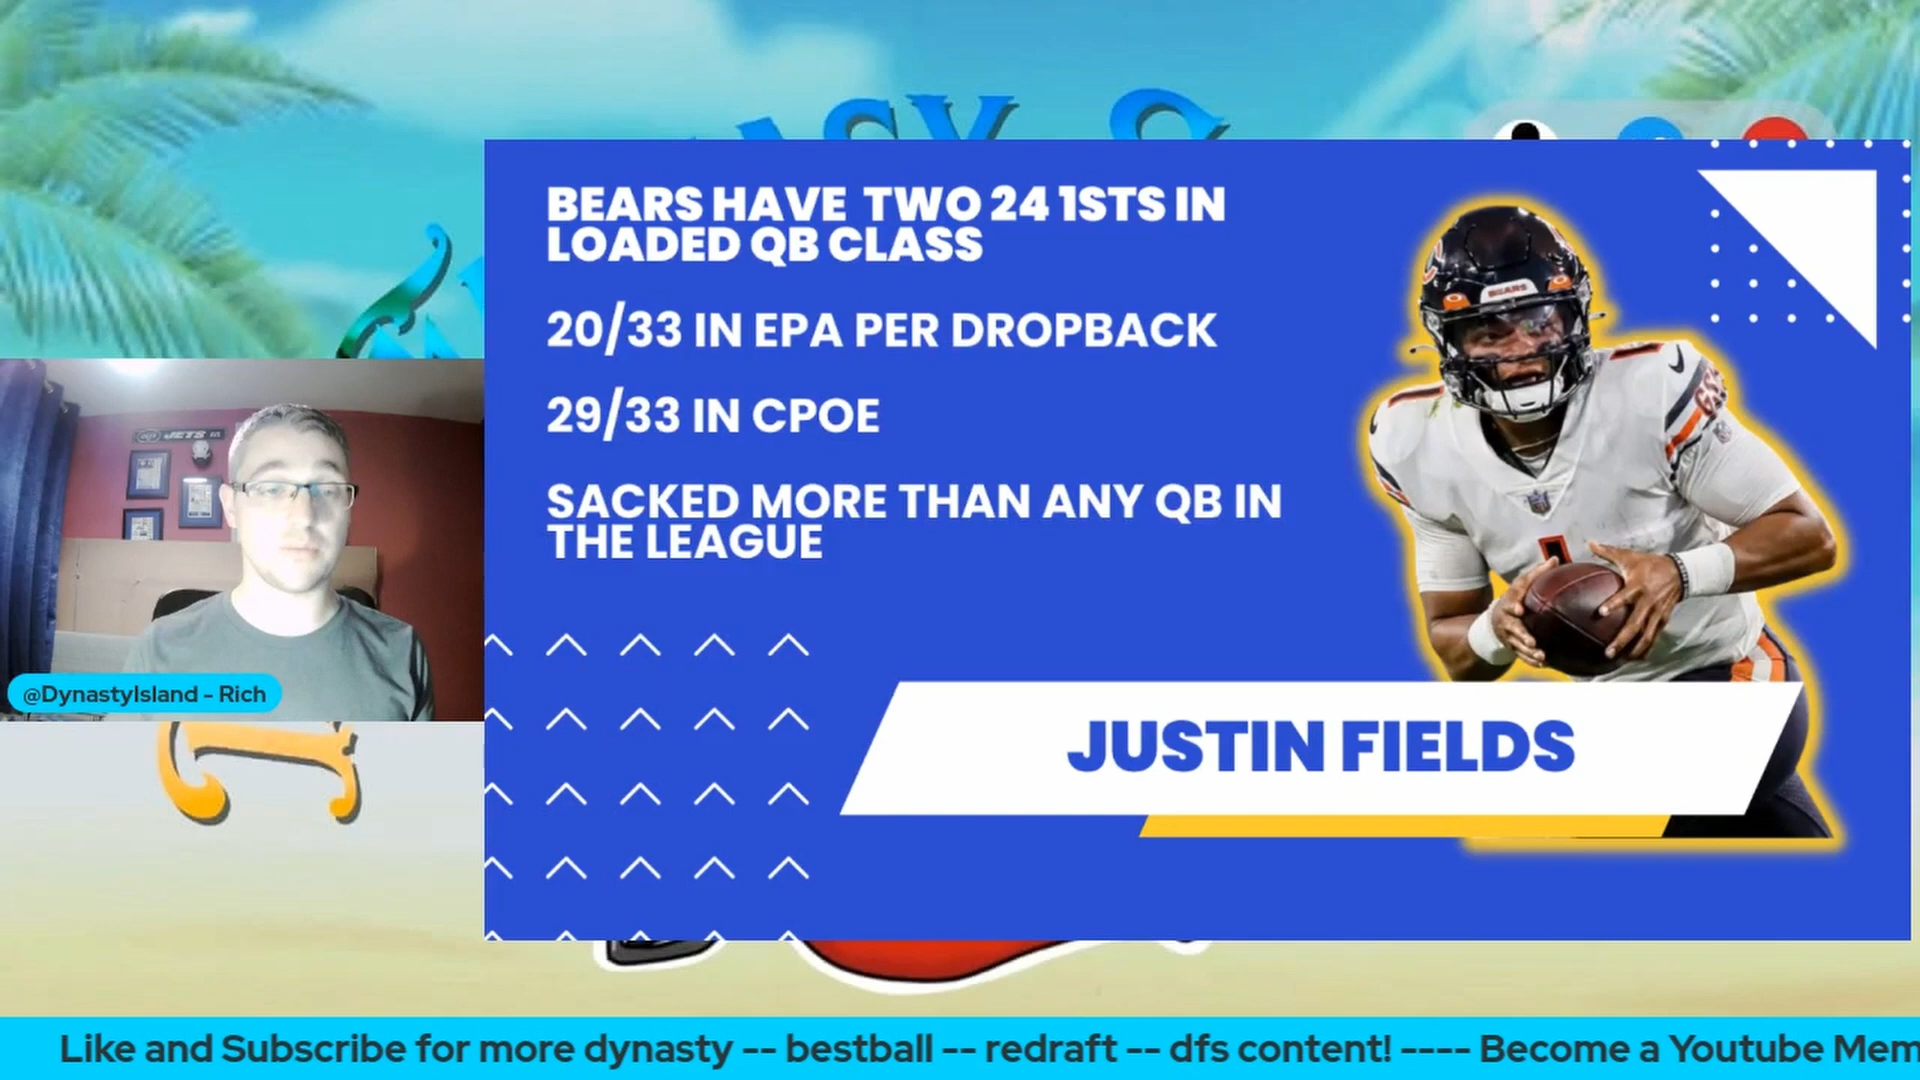 BEARS HAVE TWO 24 1STS IN
LOADED QB CLASS
20/33 IN EPA PER DROPBACK
29/33 IN CPOE
SACKED MORE THAN ANY QB IN
THE LEAGUE
BEARS
JETS
@DynastyIsland - Rich
JUSTIN FIELDS
Like and Subscribe for more dynasty -- bestball -- redraft -- dfs content! ---- Become a Youtube Mem